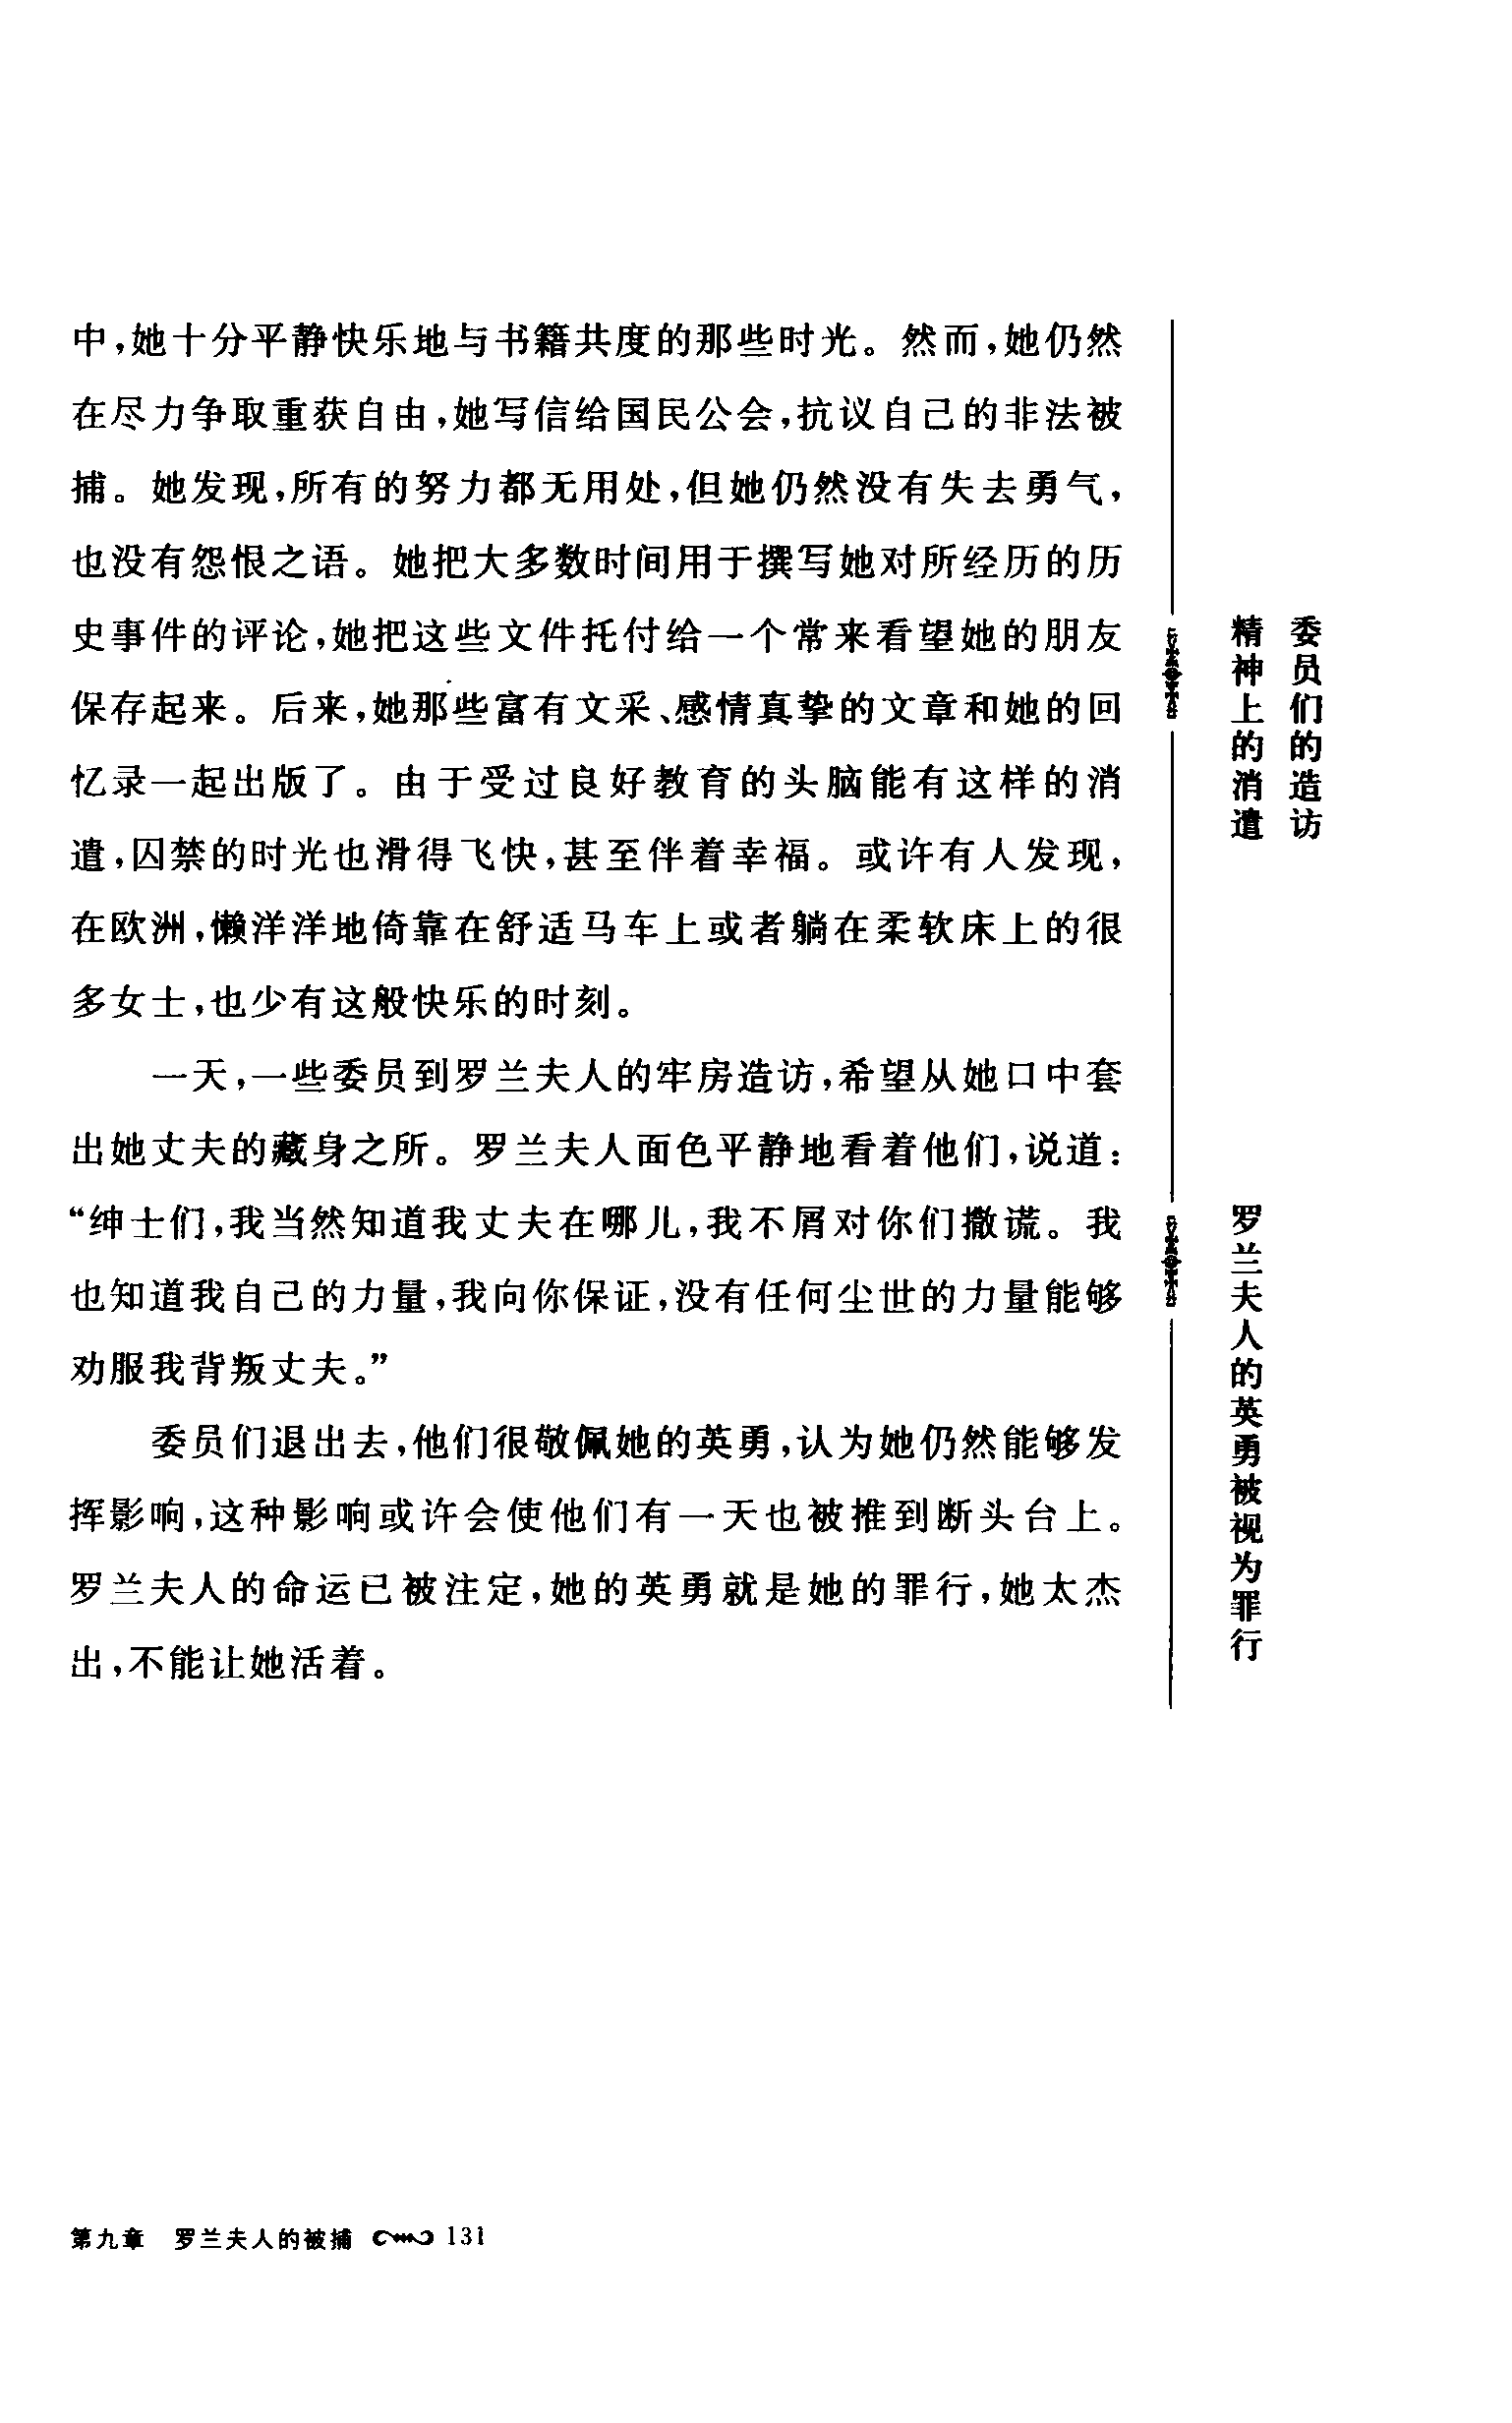 中，她十分平静快乐地与书籍共度的那些时光。然而，她仍然
在尽力争取重获自由，她写信给国民公会，抗议自己的非法被
捕。她发现，所有的努力都无用处，但她仍然没有失去勇气，
也没有怨恨之语。她把大多数时间用于撰写她对所经历的历
史事件的评论，她把这些文件托付给一个常来看望她的朋友
保存起来。后来，她那些富有文采、感情真挚的文章和她的回
忆录一起出版了。由于受过良好教育的头脑能有这样的消
遣，囚禁的时光也滑得飞快，甚至伴着幸福。或许有人发现，
在欧洲，懒洋洋地倚靠在舒适马车上或者躺在柔软床上的很
多女士，也少有这般快乐的时刻。
一天，一些委员到罗兰夫人的牢房造访，希望从她口中套
出她丈夫的藏身之所。罗兰夫人面色平静地看着他们，说道：
“绅士们，我当然知道我丈夫在哪儿，我不屑对你们撒谎。我
也知道我自己的力量，我向你保证，没有任何尘世的力量能够
劝服我背叛丈夫。”
委员们退出去，他们很敬佩她的英勇，认为她仍然能够发
挥影响，这种影响或许会使他们有一天也被推到断头台上。
罗兰夫人的命运已被注定，她的英勇就是她的罪行，她太杰
出，不能让她活着。
委员们的造访
精神上的消遣
罗兰夫人的英勇被视为罪行
第九章 罗兰夫人的被捕 131